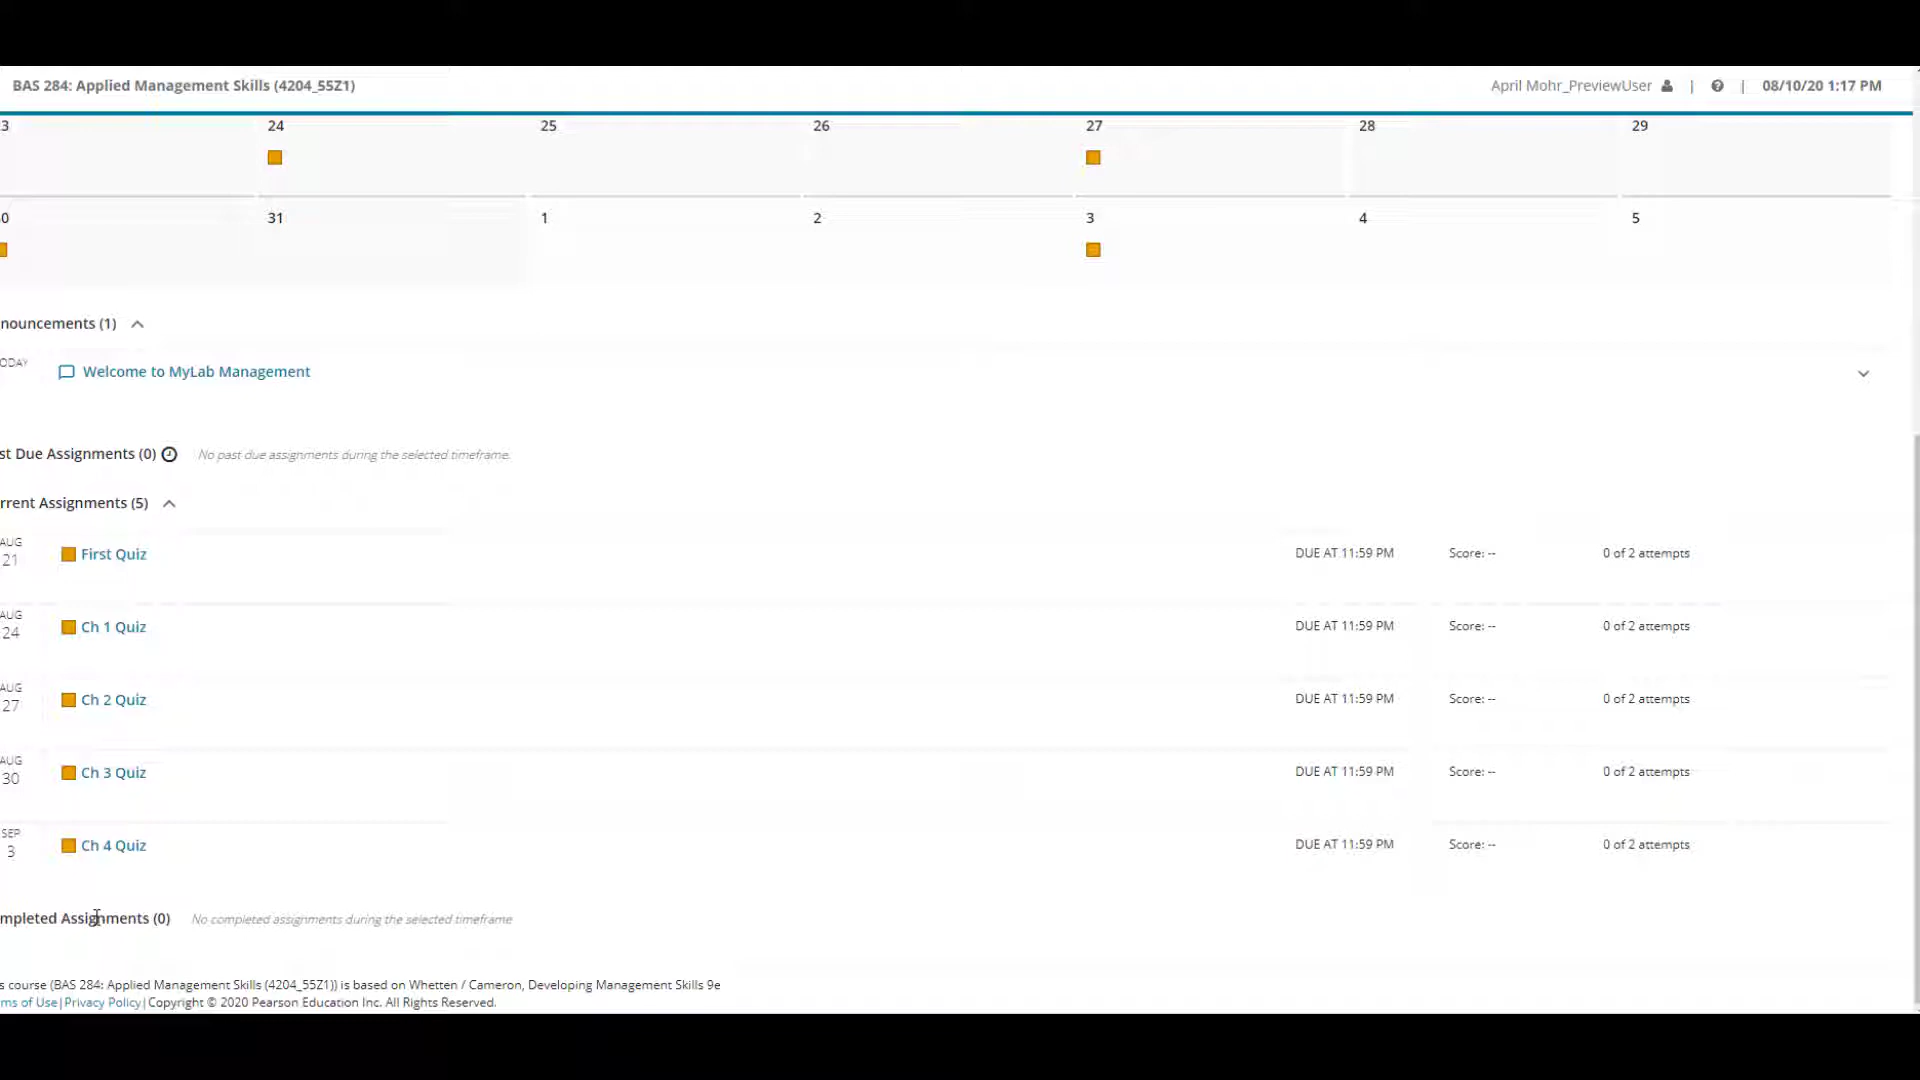 BAS 284: Applied Management Skills (4204_55Z1) April Mohr_PreviewUser | | 08/10/20 1:17 PM
3 24 25 26 27 28 29
0 31 1 2 3 4 5
nouncements (1)
ODAY Welcome to MyLab Management
st Due Assignments (0) No past due assignments during the selected timeframe.
rrent Assignments (5)
AUG
21 First Quiz DUE AT 11:59 PM Score: -- 0 of 2 attempts
AUG
24 Ch 1 Quiz DUE AT 11:59 PM Score: -- 0 of 2 attempts
AUG
27 Ch 2 Quiz DUE AT 11:59 PM Score: -- 0 of 2 attempts
AUG
30 Ch 3 Quiz DUE AT 11:59 PM Score: -- 0 of 2 attempts
SEP
3 Ch 4 Quiz DUE AT 11:59 PM Score: -- 0 of 2 attempts
mpleted Assignments (0) No completed assignments during the selected timeframe
s course (BAS 284: Applied Management Skills (4204_55Z1)) is based on Whetten / Cameron, Developing Management Skills 9e
ms of Use|Privacy Policy|Copyright © 2020 Pearson Education Inc. All Rights Reserved.